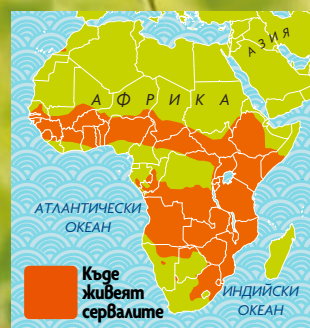 АЗИЯ
АФРИКА
АТЛАНТИЧЕСКИ
ОКЕАН
Къде
живеят
сервалите
ИНДИЙСКИ
ОКЕАН